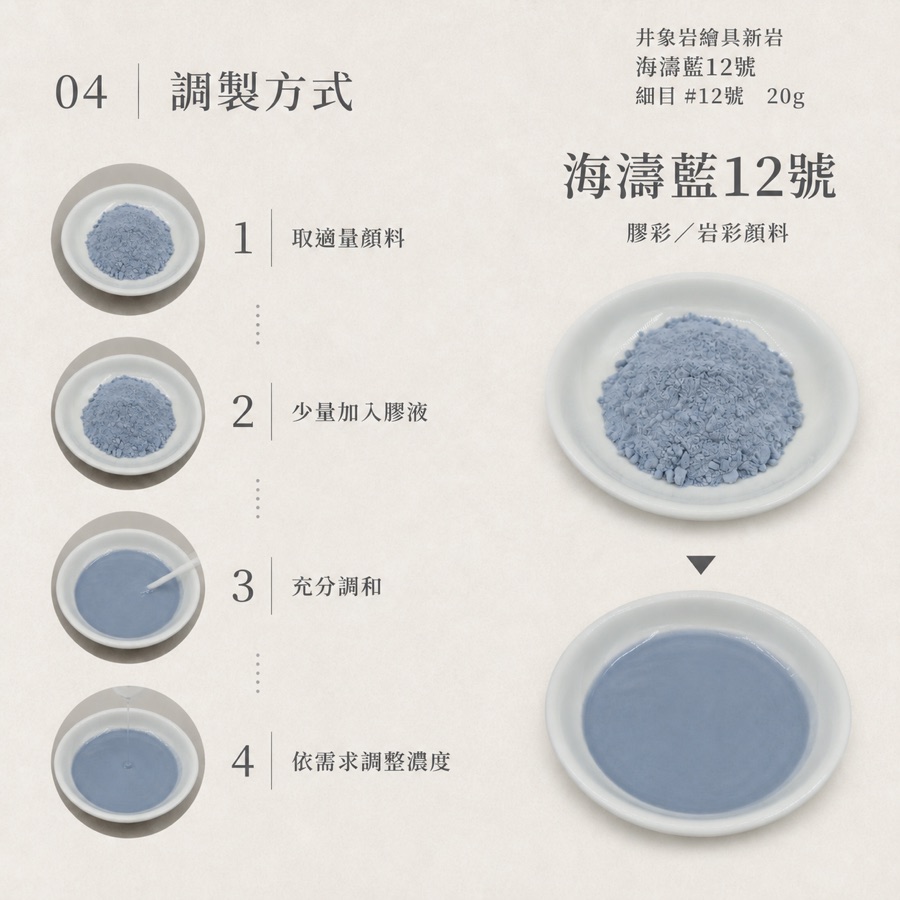 04 調製方式
1 取適量顏料
2 少量加入膠液
3 充分調和
4 依需求調整濃度
井象岩繪具新岩
海濤藍12號
細目 #12號 20g
海濤藍12號
膠彩／岩彩顏料